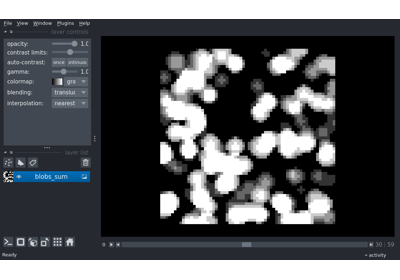 File View Window Plugins Help
layer controls
opacity: 1.0
contrast limits:
auto-contrast: once continuous
gamma: 1.0
colormap: gra
blending: translu
interpolation: nearest
layer list
blobs_sum
0 30 59
Ready activity